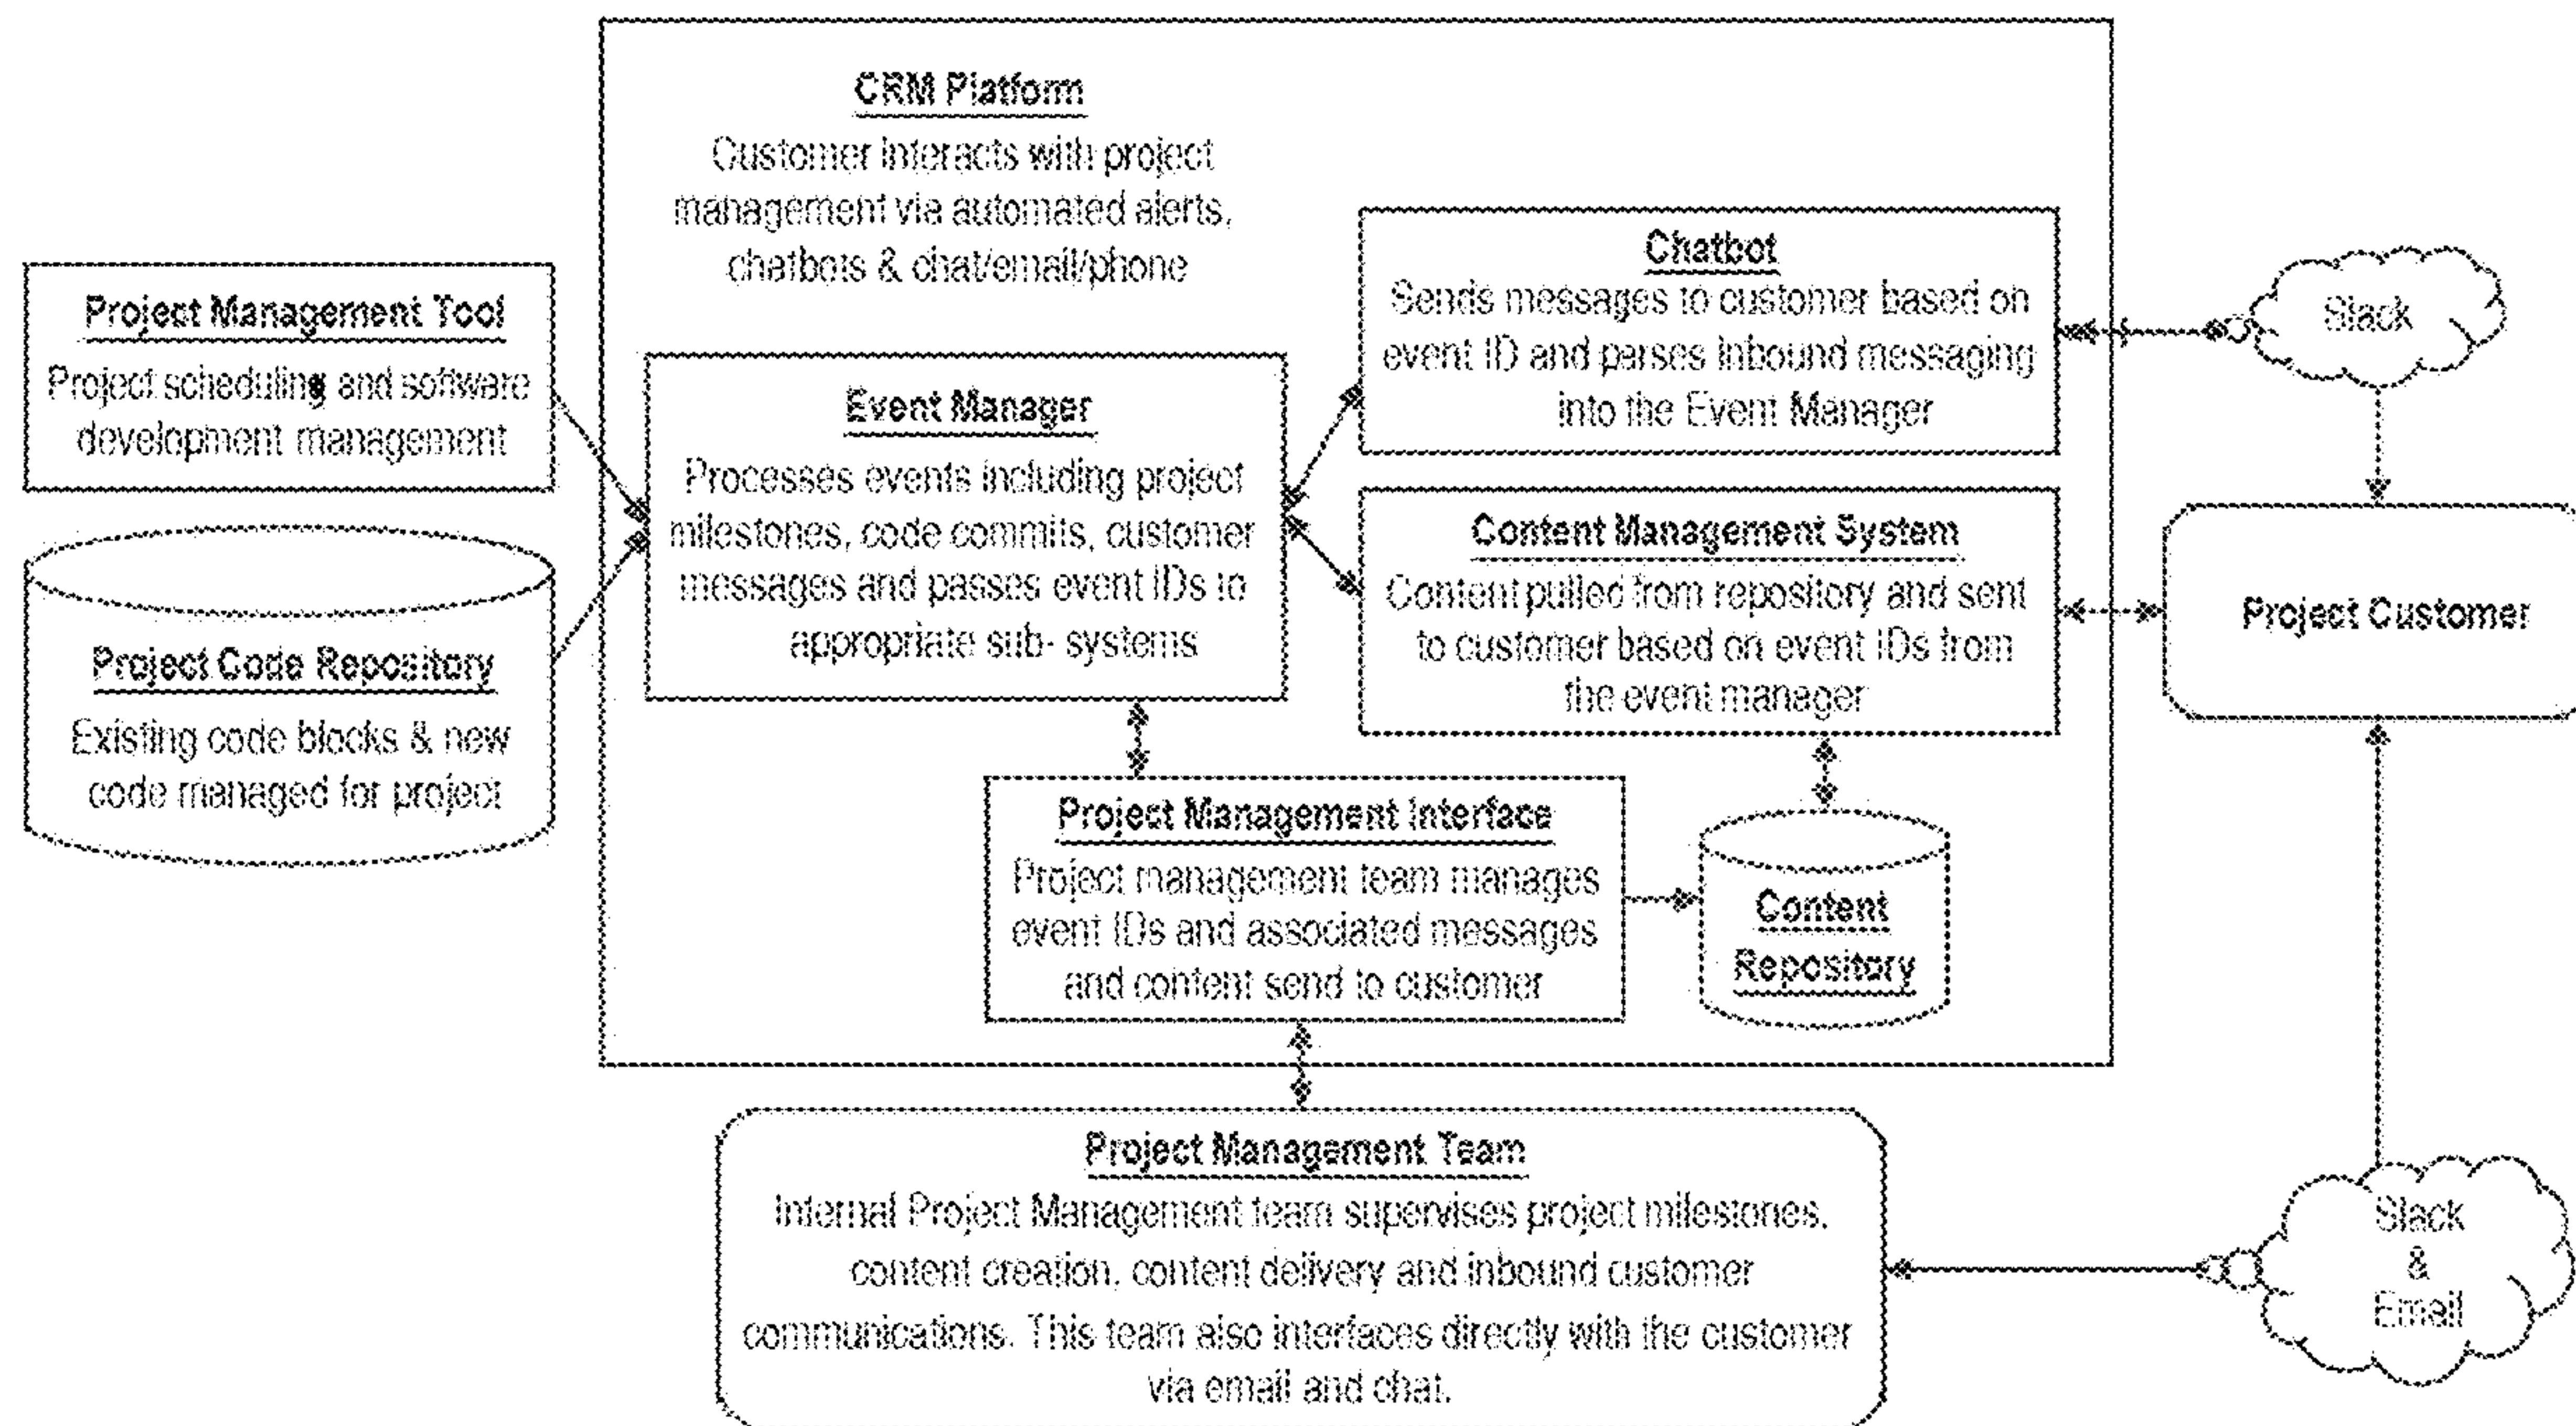 CRM Platform
Customer interacts with project
management via automated alerts,
chatbots & chat/email/phone
Project Management Tool
Project scheduling and software
development management
Project Code Repository
Existing code blocks & new
code managed for project
Event Manager
Processes events including project
milestones, code commits, customer
messages and passes event IDs to
appropriate sub- systems
Chatbot
Sends messages to customer based on
event ID and parses inbound messaging
into the Event Manager
Content Management System
Content pulled from repository and sent
to customer based on event IDs from
the event manager
Slack
Project Customer
Project Management Interface
Project management team manages
event IDs and associated messages
and content send to customer
Content
Repository
Project Management Team
Internal Project Management team supervises project milestones,
content creation, content delivery and inbound customer
communications. This team also interfaces directly with the customer
via email and chat.
Slack
&
Email